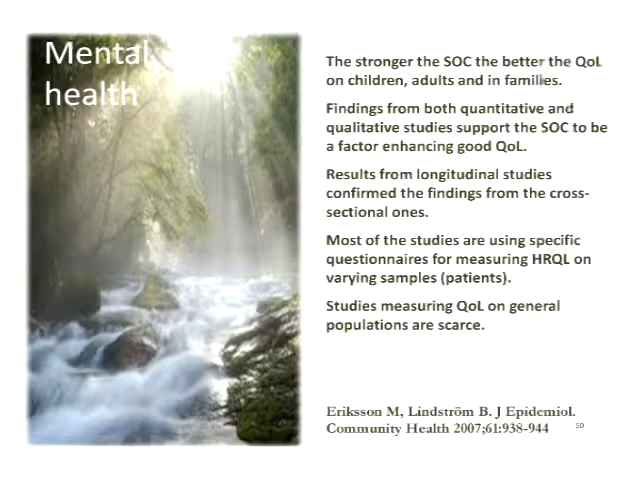 Mental
health
The stronger the SOC the better the QoL
on children, adults and in families.
Findings from both quantitative and
qualitative studies support the SOC to be
a factor enhancing good QoL.
Results from longitudinal studies
confirmed the findings from the cross-
sectional ones.
Most of the studies are using specific
questionnaires for measuring HRQL on
varying samples (patients).
Studies measuring QoL on general
populations are scarce.
Eriksson M, Lindström B. J Epidemiol.
Community Health 2007;61:938-944
50